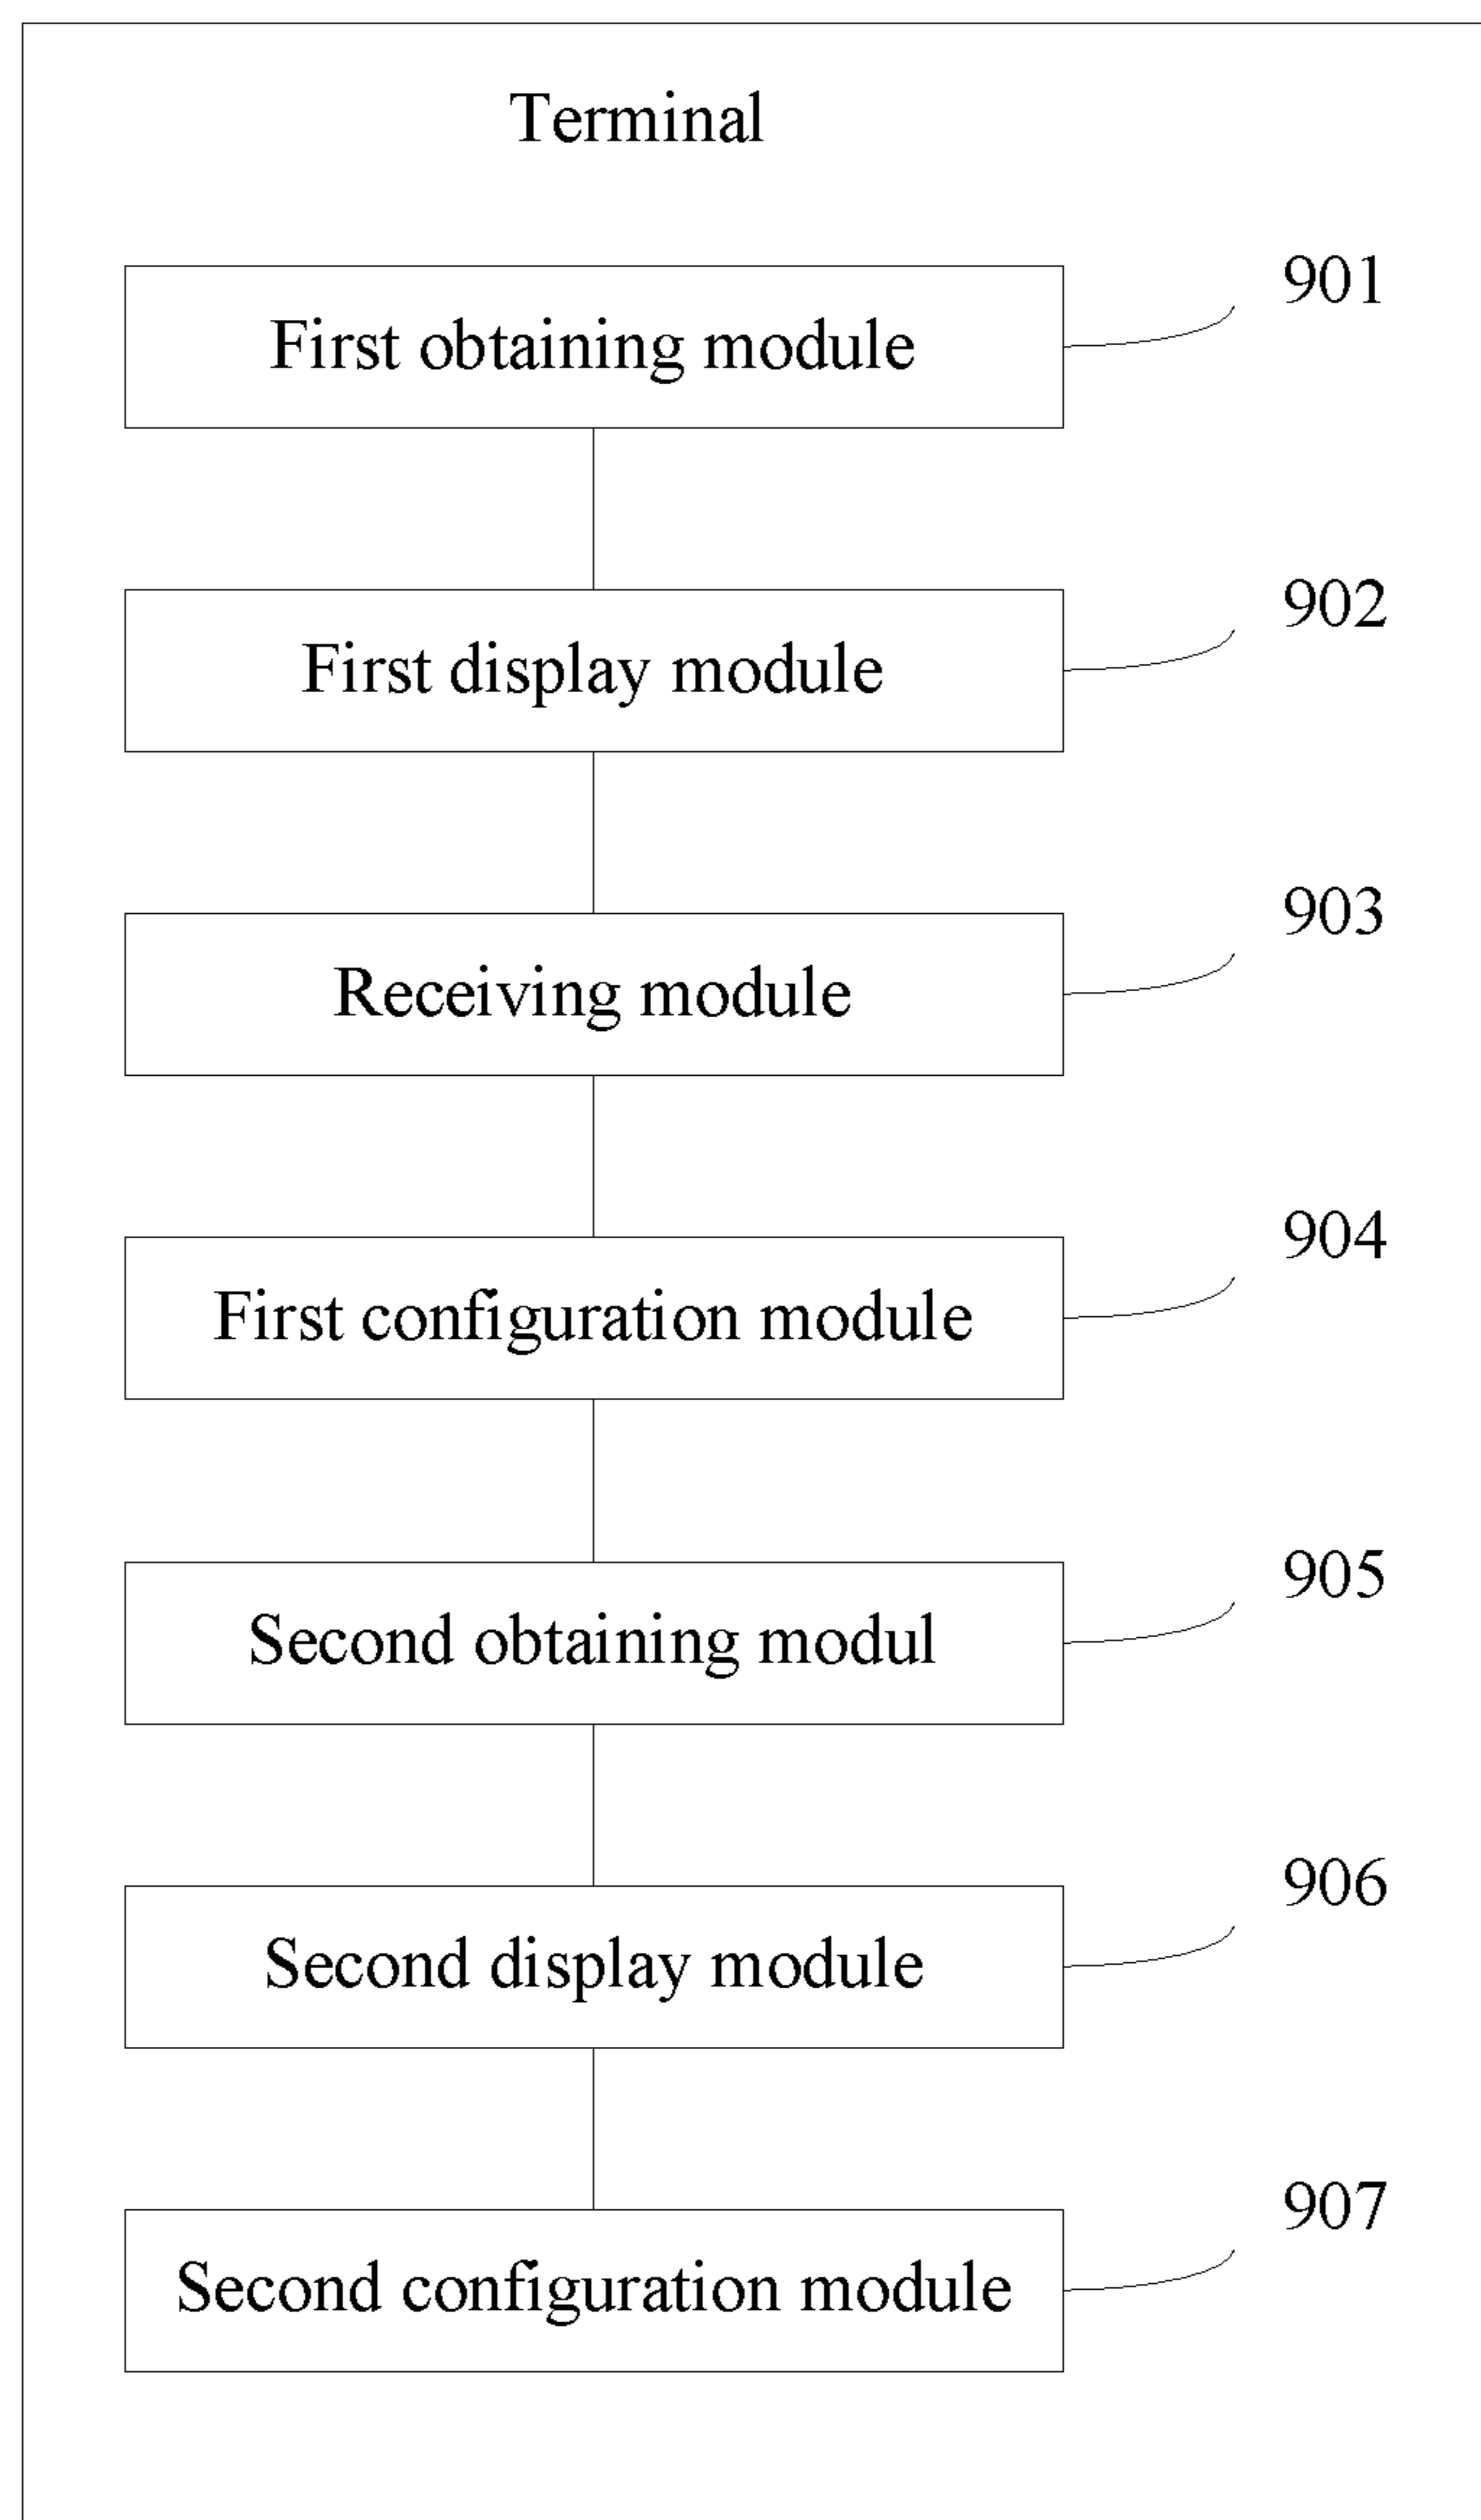 Terminal
First obtaining module
901
First display module
902
Receiving module
903
First configuration module
904
Second obtaining modul
905
Second display module
906
Second configuration module
907